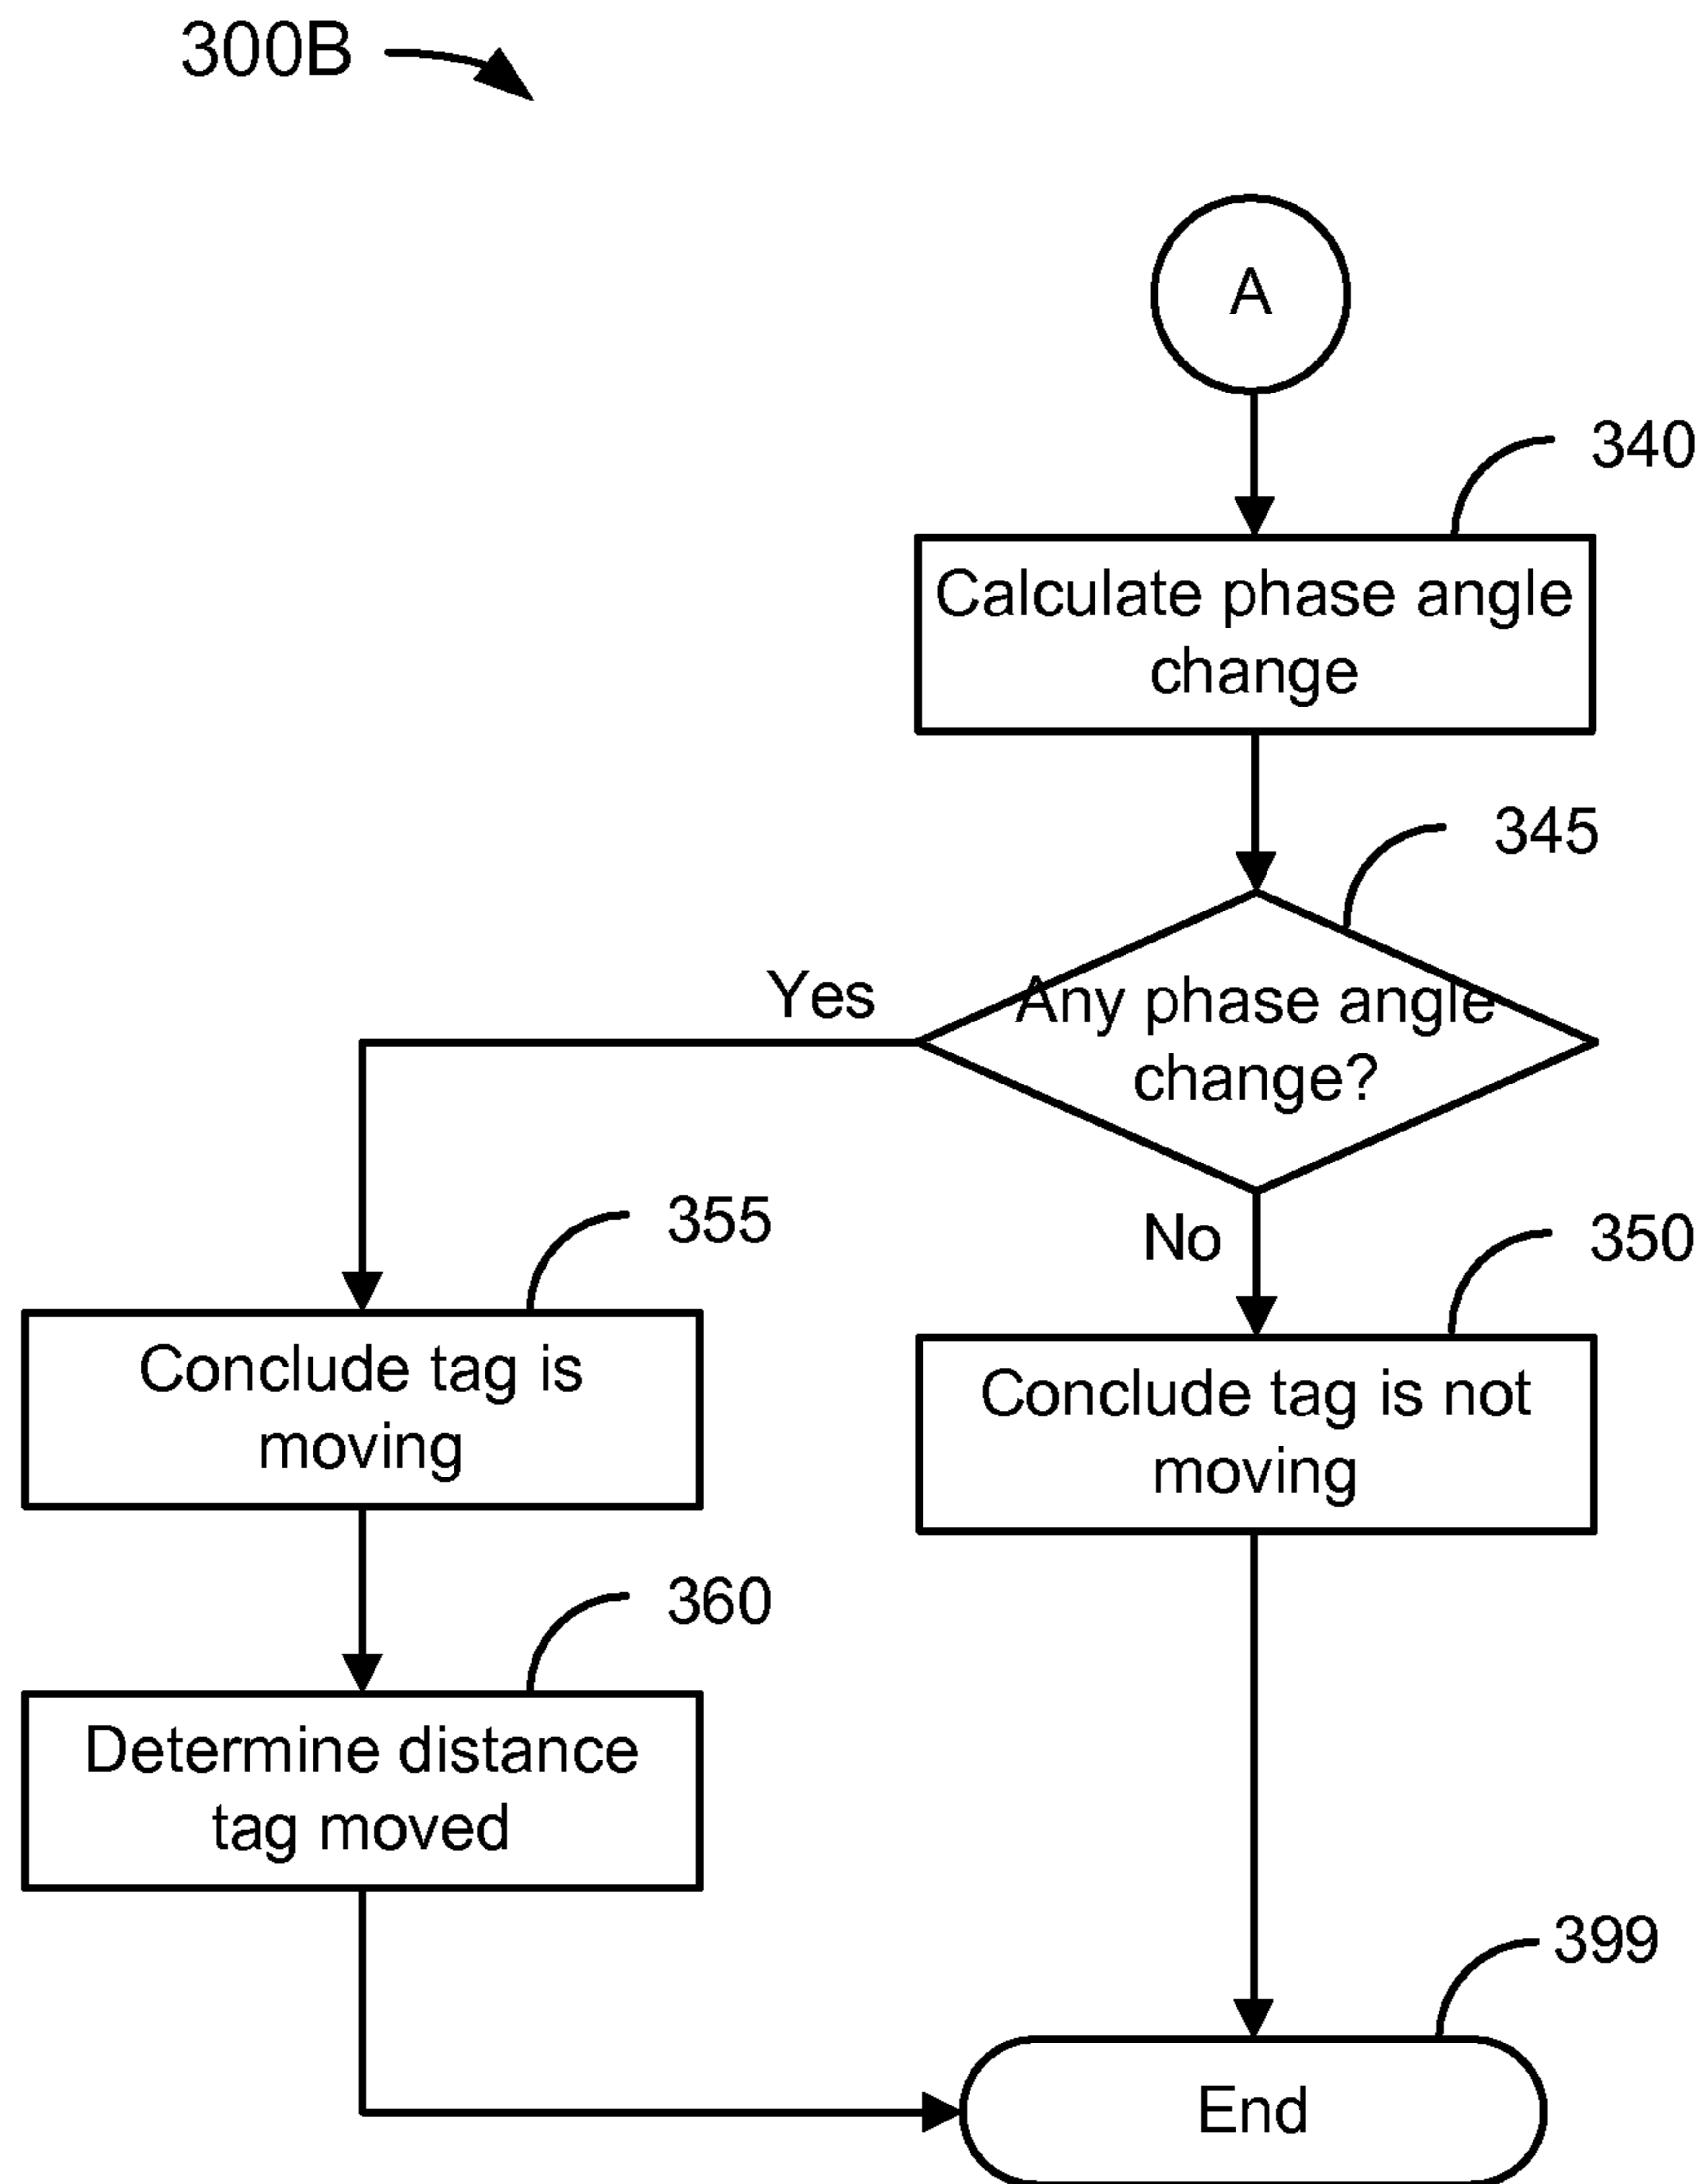 300B
A
340
Calculate phase angle
change
345
Any phase angle
change?
Yes
No
355
Conclude tag is
moving
350
Conclude tag is not
moving
360
Determine distance
tag moved
399
End